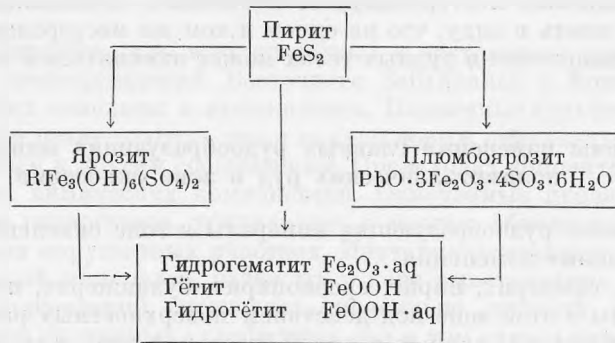 Пирит
FeS₂
Ярозит
RFe₃(OH)₆(SO₄)₂
Плюмбоярозит
PbO·3Fe₂O₃·4SO₃·6H₂O
Гидрогематит Fe₂O₃·aq
Гётит FeOOH
Гидрогётит FeOOH·aq